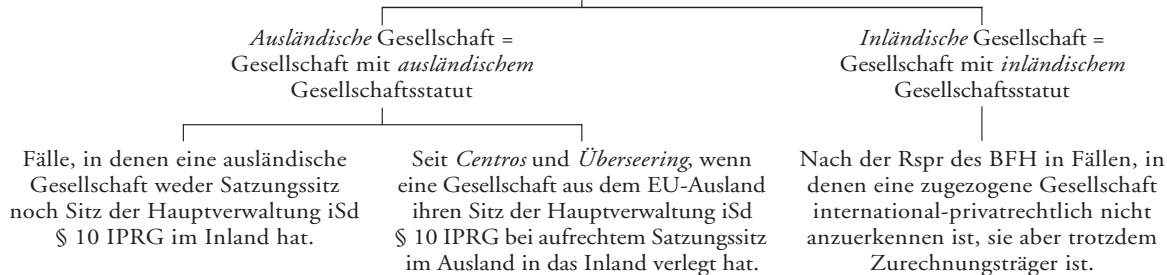 Ausländische Gesellschaft =
Gesellschaft mit ausländischem
Gesellschaftsstatut
Inländische Gesellschaft =
Gesellschaft mit inländischem
Gesellschaftsstatut
Fälle, in denen eine ausländische
Gesellschaft weder Satzungssitz
noch Sitz der Hauptverwaltung iSd
§ 10 IPRG im Inland hat.
Seit Centros und Überseering, wenn
eine Gesellschaft aus dem EU-Ausland
ihren Sitz der Hauptverwaltung iSd
§ 10 IPRG bei aufrechtem Satzungssitz
im Ausland in das Inland verlegt hat.
Nach der Rspr des BFH in Fällen, in
denen eine zugezogene Gesellschaft
international-privatrechtlich nicht
anzuerkennen ist, sie aber trotzdem
Zurechnungsträger ist.